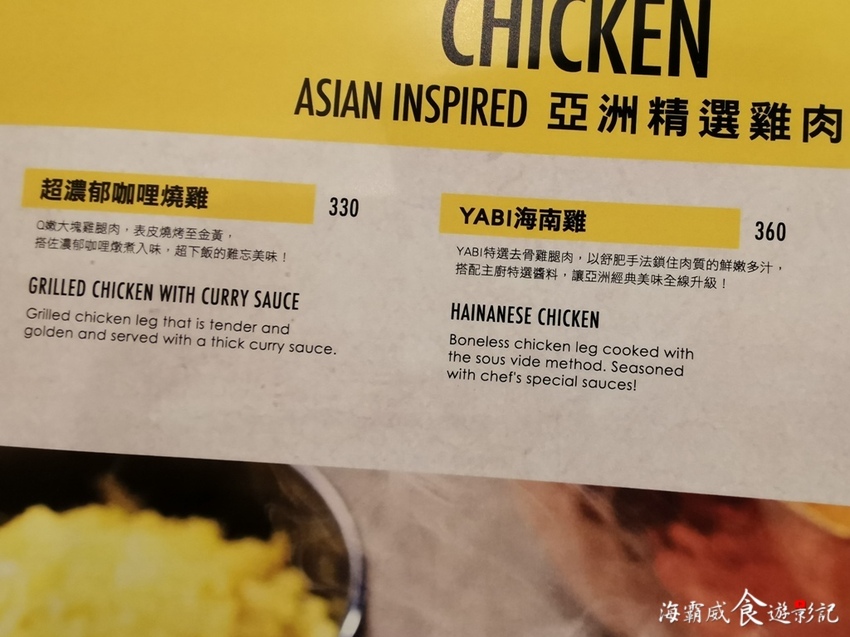 CHICKEN
ASIAN INSPIRED 亞洲精選雞肉
超濃郁咖哩燒雞 330
Q嫩大塊雞腿肉，表皮燒烤至金黃，
搭佐濃郁咖哩燉煮入味，超下飯的難忘美味！
GRILLED CHICKEN WITH CURRY SAUCE
Grilled chicken leg that is tender and
golden and served with a thick curry sauce.
YABI海南雞 360
YABI特選去骨雞腿肉，以舒肥手法鎖住肉質的鮮嫩多汁，
搭配主廚特選醬料，讓亞洲經典美味全線升級！
HAINANESE CHICKEN
Boneless chicken leg cooked with
the sous vide method. Seasoned
with chef's special sauces!
海霸威食遊影記